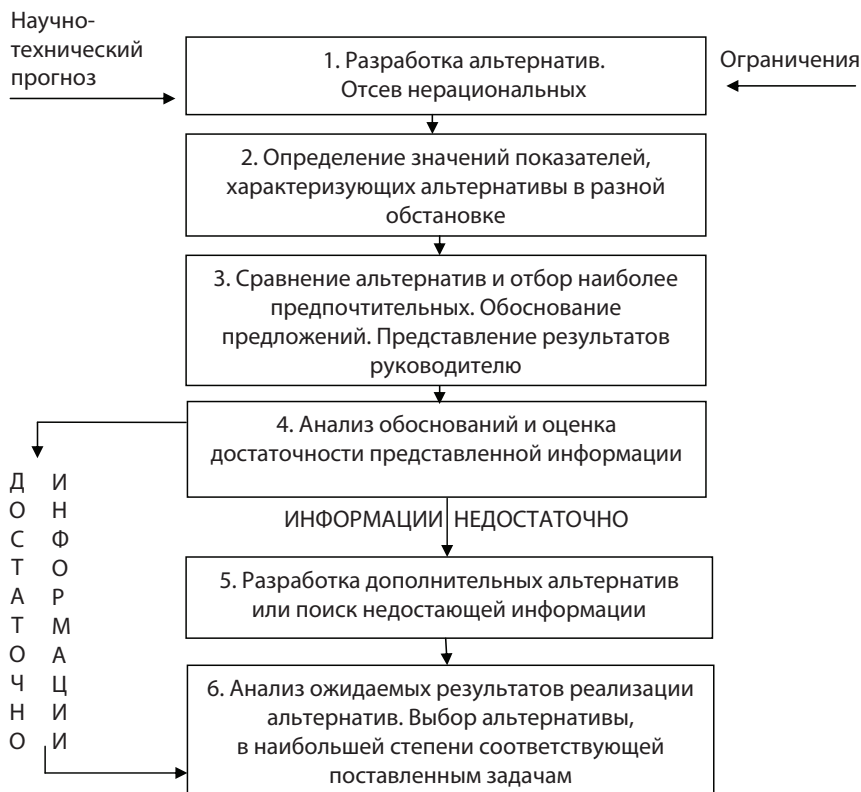 Научно-
технический
прогноз
Ограничения
1. Разработка альтернатив.
Отсев нерациональных
2. Определение значений показателей,
характеризующих альтернативы в разной
обстановке
3. Сравнение альтернатив и отбор наиболее
предпочтительных. Обоснование
предложений. Представление результатов
руководителю
4. Анализ обоснований и оценка
достаточности представленной информации
ДОСТАТОЧНО
ИНФОРМАЦИИ
ИНФОРМАЦИИ НЕДОСТАТОЧНО
5. Разработка дополнительных альтернатив
или поиск недостающей информации
6. Анализ ожидаемых результатов реализации
альтернатив. Выбор альтернативы,
в наибольшей степени соответствующей
поставленным задачам